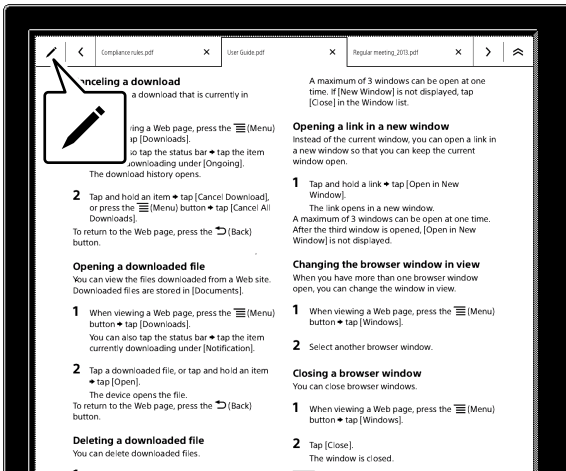 Compliance rules.pdf
User Guide.pdf
Regular meeting_2013.pdf
nceling a download
a download that is currently in
ing a Web page, press the (Menu)
ap [Downloads].
so tap the status bar ➔ tap the item
ownloading under [Ongoing].
The download history opens.
2 Tap and hold an item ➔ tap [Cancel Download],
or press the (Menu) button ➔ tap [Cancel All
Downloads].
To return to the Web page, press the (Back)
button.
Opening a downloaded file
You can view the files downloaded from a Web site.
Downloaded files are stored in [Documents].
1 When viewing a Web page, press the (Menu)
button ➔ tap [Downloads].
You can also tap the status bar ➔ tap the item
currently downloading under [Notification].
2 Tap a downloaded file, or tap and hold an item
➔ tap [Open].
The device opens the file.
To return to the Web page, press the (Back)
button.
Deleting a downloaded file
You can delete downloaded files.
A maximum of 3 windows can be open at one
time. If [New Window] is not displayed, tap
[Close] in the Window list.
Opening a link in a new window
Instead of the current window, you can open a link in
a new window so that you can keep the current
window open.
1 Tap and hold a link ➔ tap [Open in New
Window].
The link opens in a new window.
A maximum of 3 windows can be open at one time.
After the third window is opened, [Open in New
Window] is not displayed.
Changing the browser window in view
When you have more than one browser window
open, you can change the window in view.
1 When viewing a Web page, press the (Menu)
button ➔ tap [Windows].
2 Select another browser window.
Closing a browser window
You can close browser windows.
1 When viewing a Web page, press the (Menu)
button ➔ tap [Windows].
2 Tap [Close].
The window is closed.